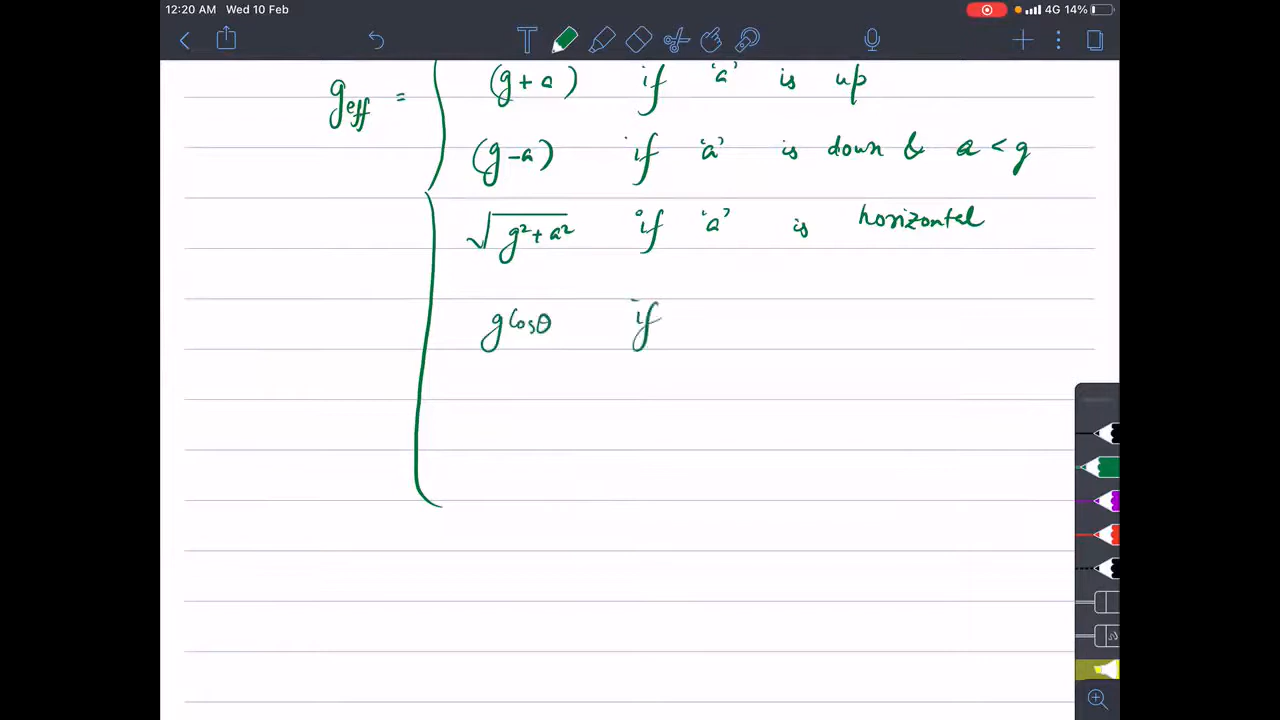 12:20 AM Wed 10 Feb 4G 14%
T
(g + a) if 'a' is up
g_eff =
(g - a) if 'a' is down & a < g
√(g² + a²) if 'a' is horizontal
g cosθ if